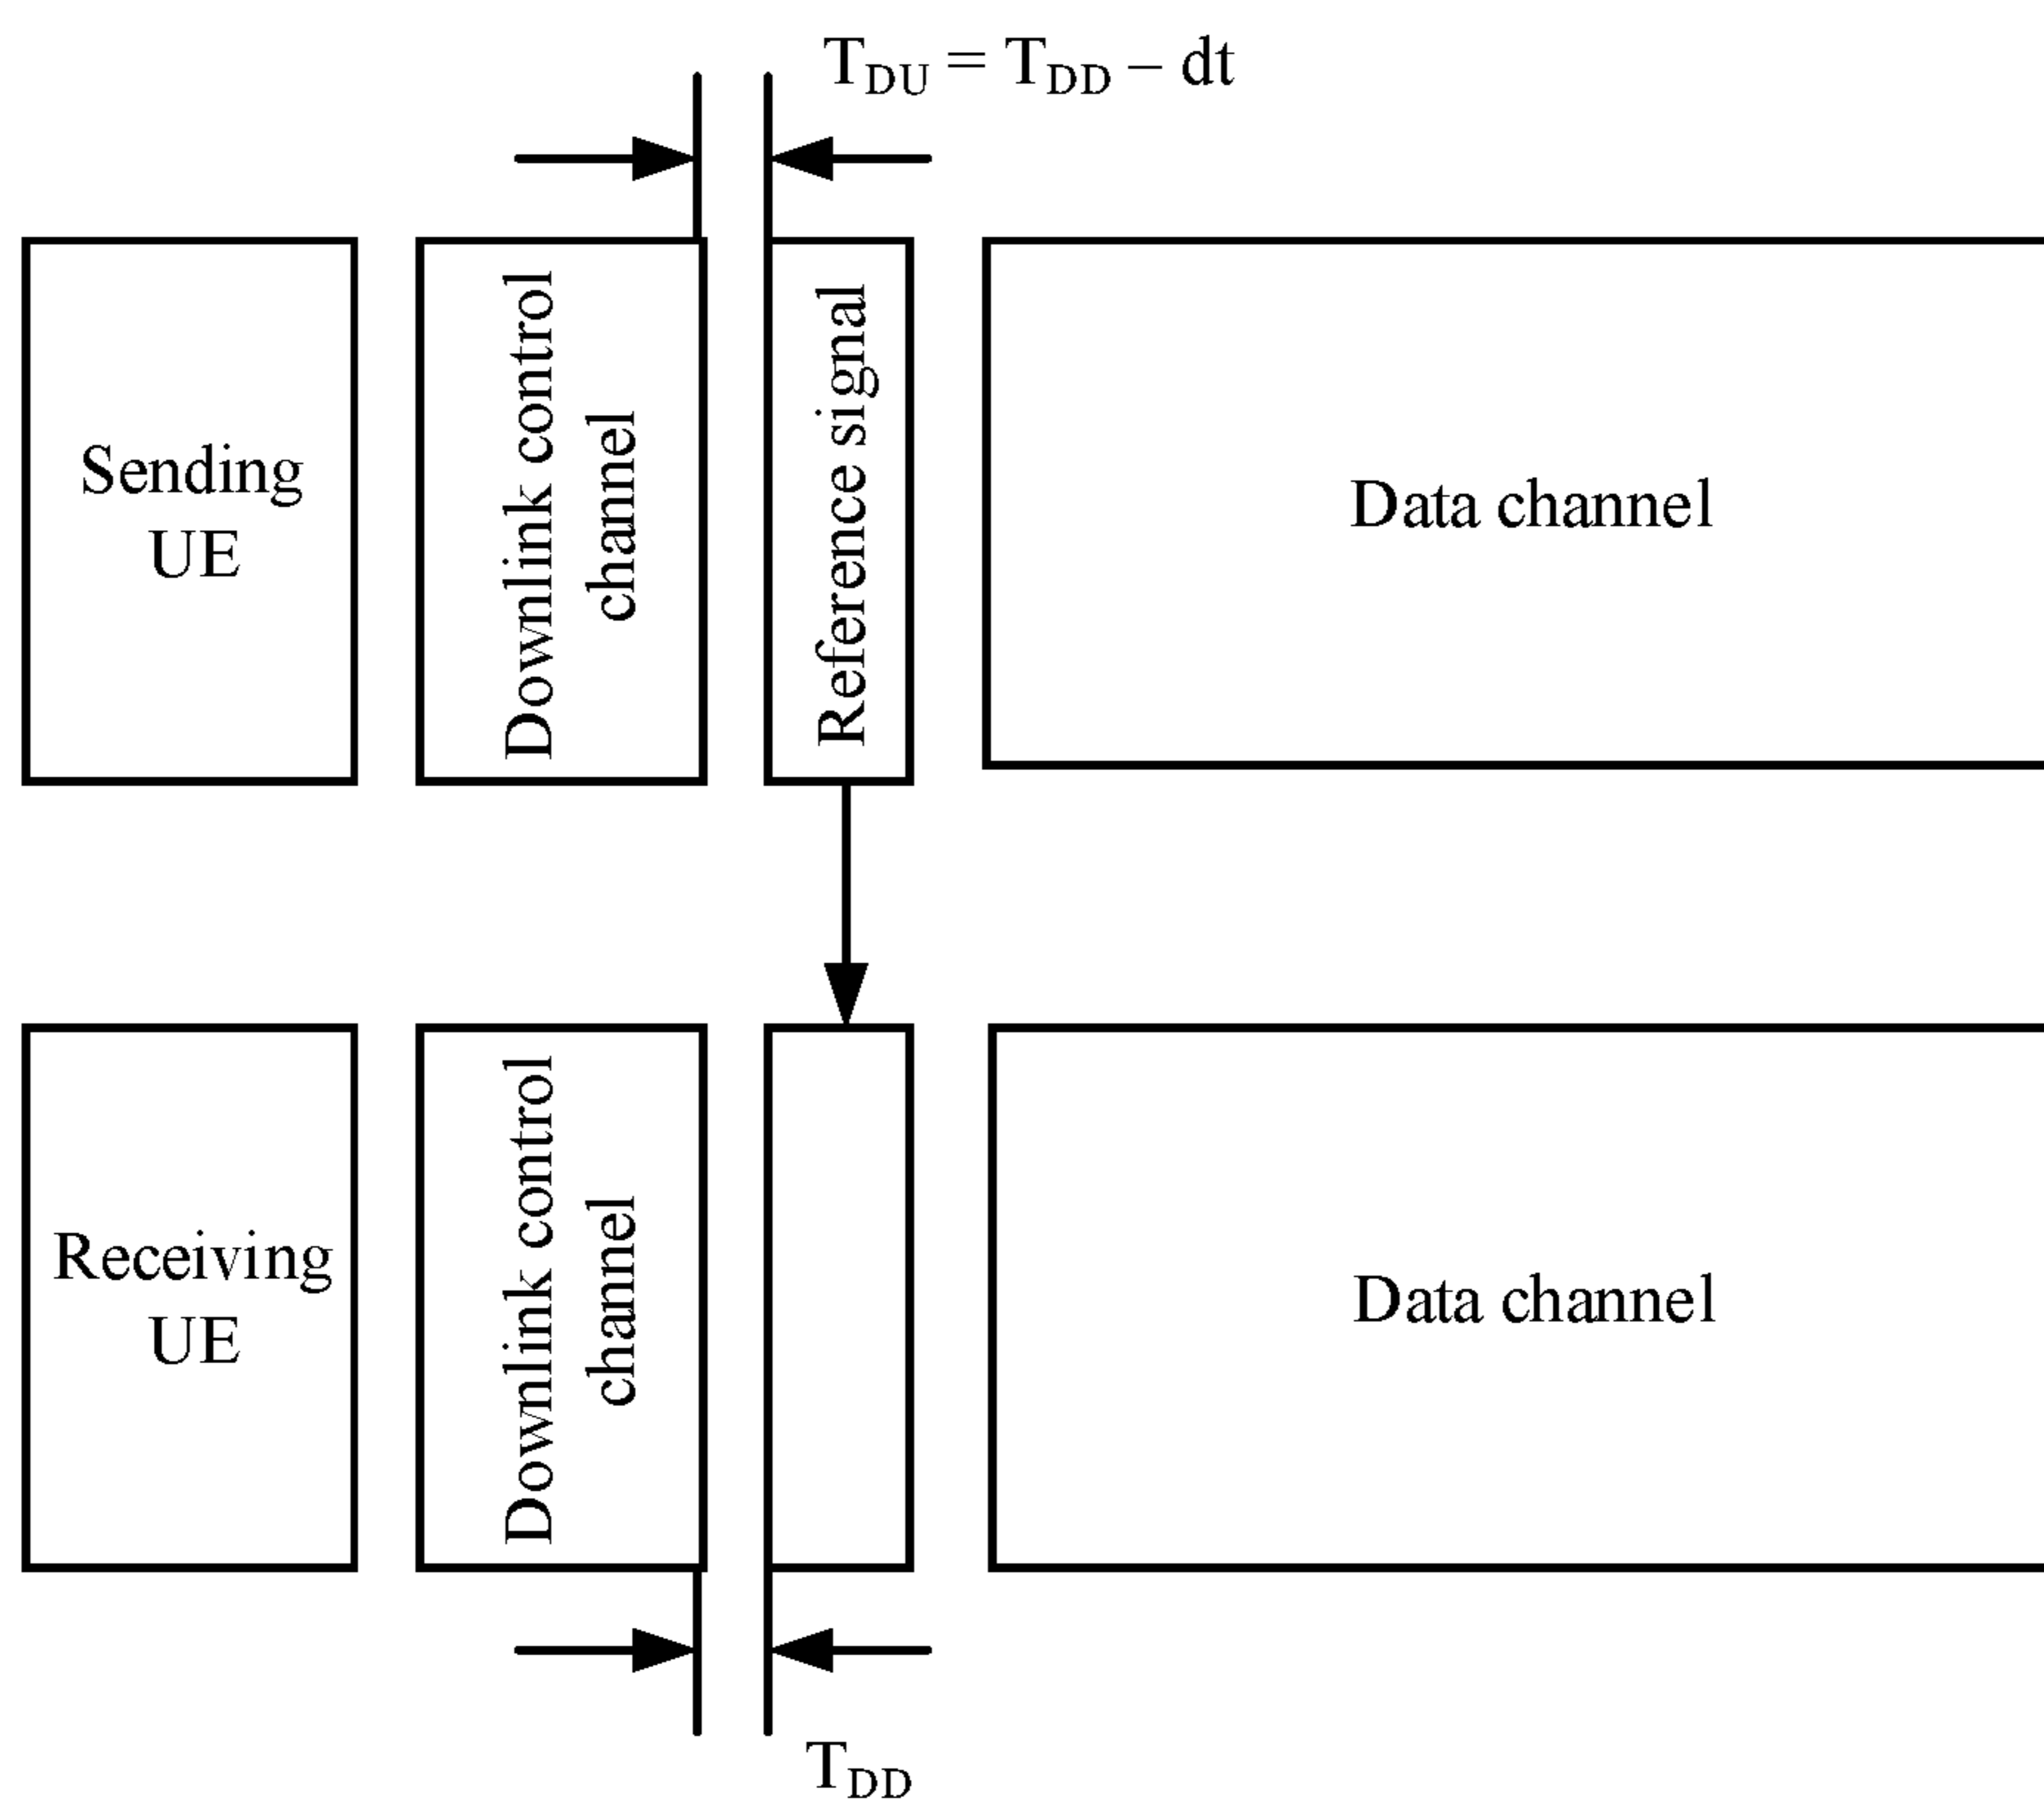 T_DU = T_DD – dt
Sending
UE
Downlink control
channel
Reference signal
Data channel
Receiving
UE
Downlink control
channel
Data channel
T_DD